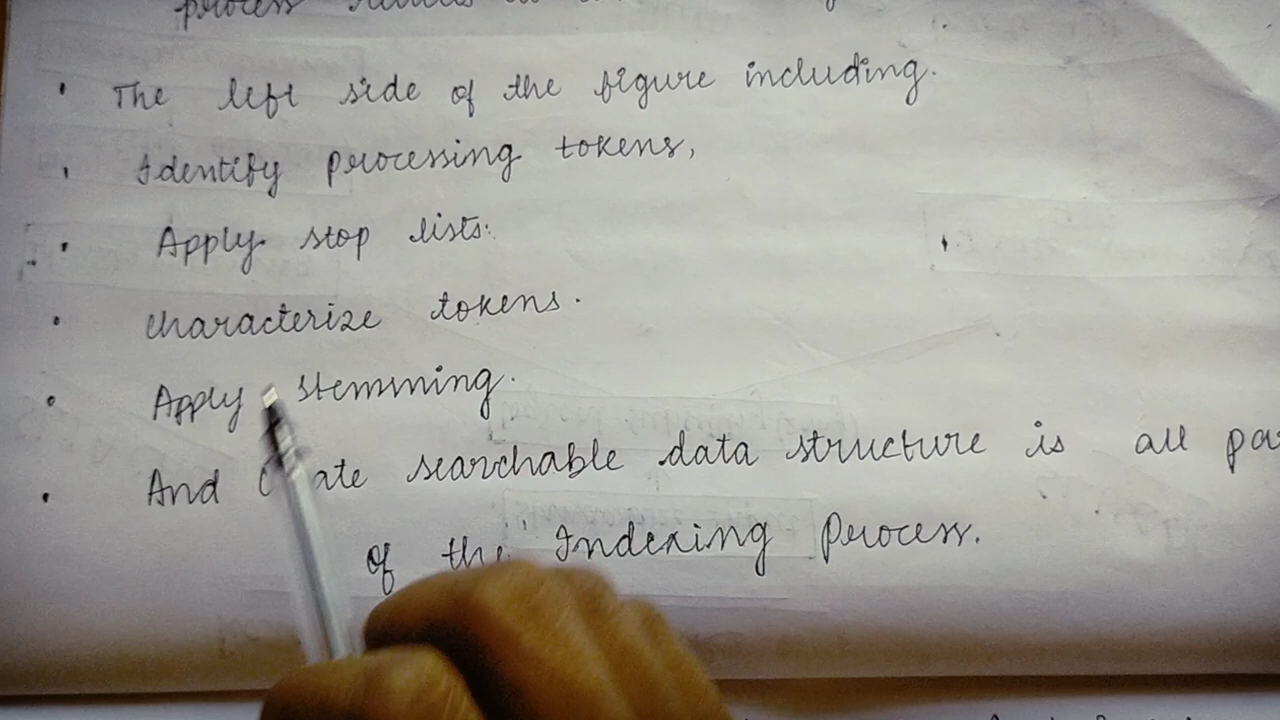 process
• The left side of the figure including.
• Identify processing tokens,
• Apply stop lists.
• characterize tokens.
• Apply stemming.
• And searchable data structure is all
of the Indexing Process.